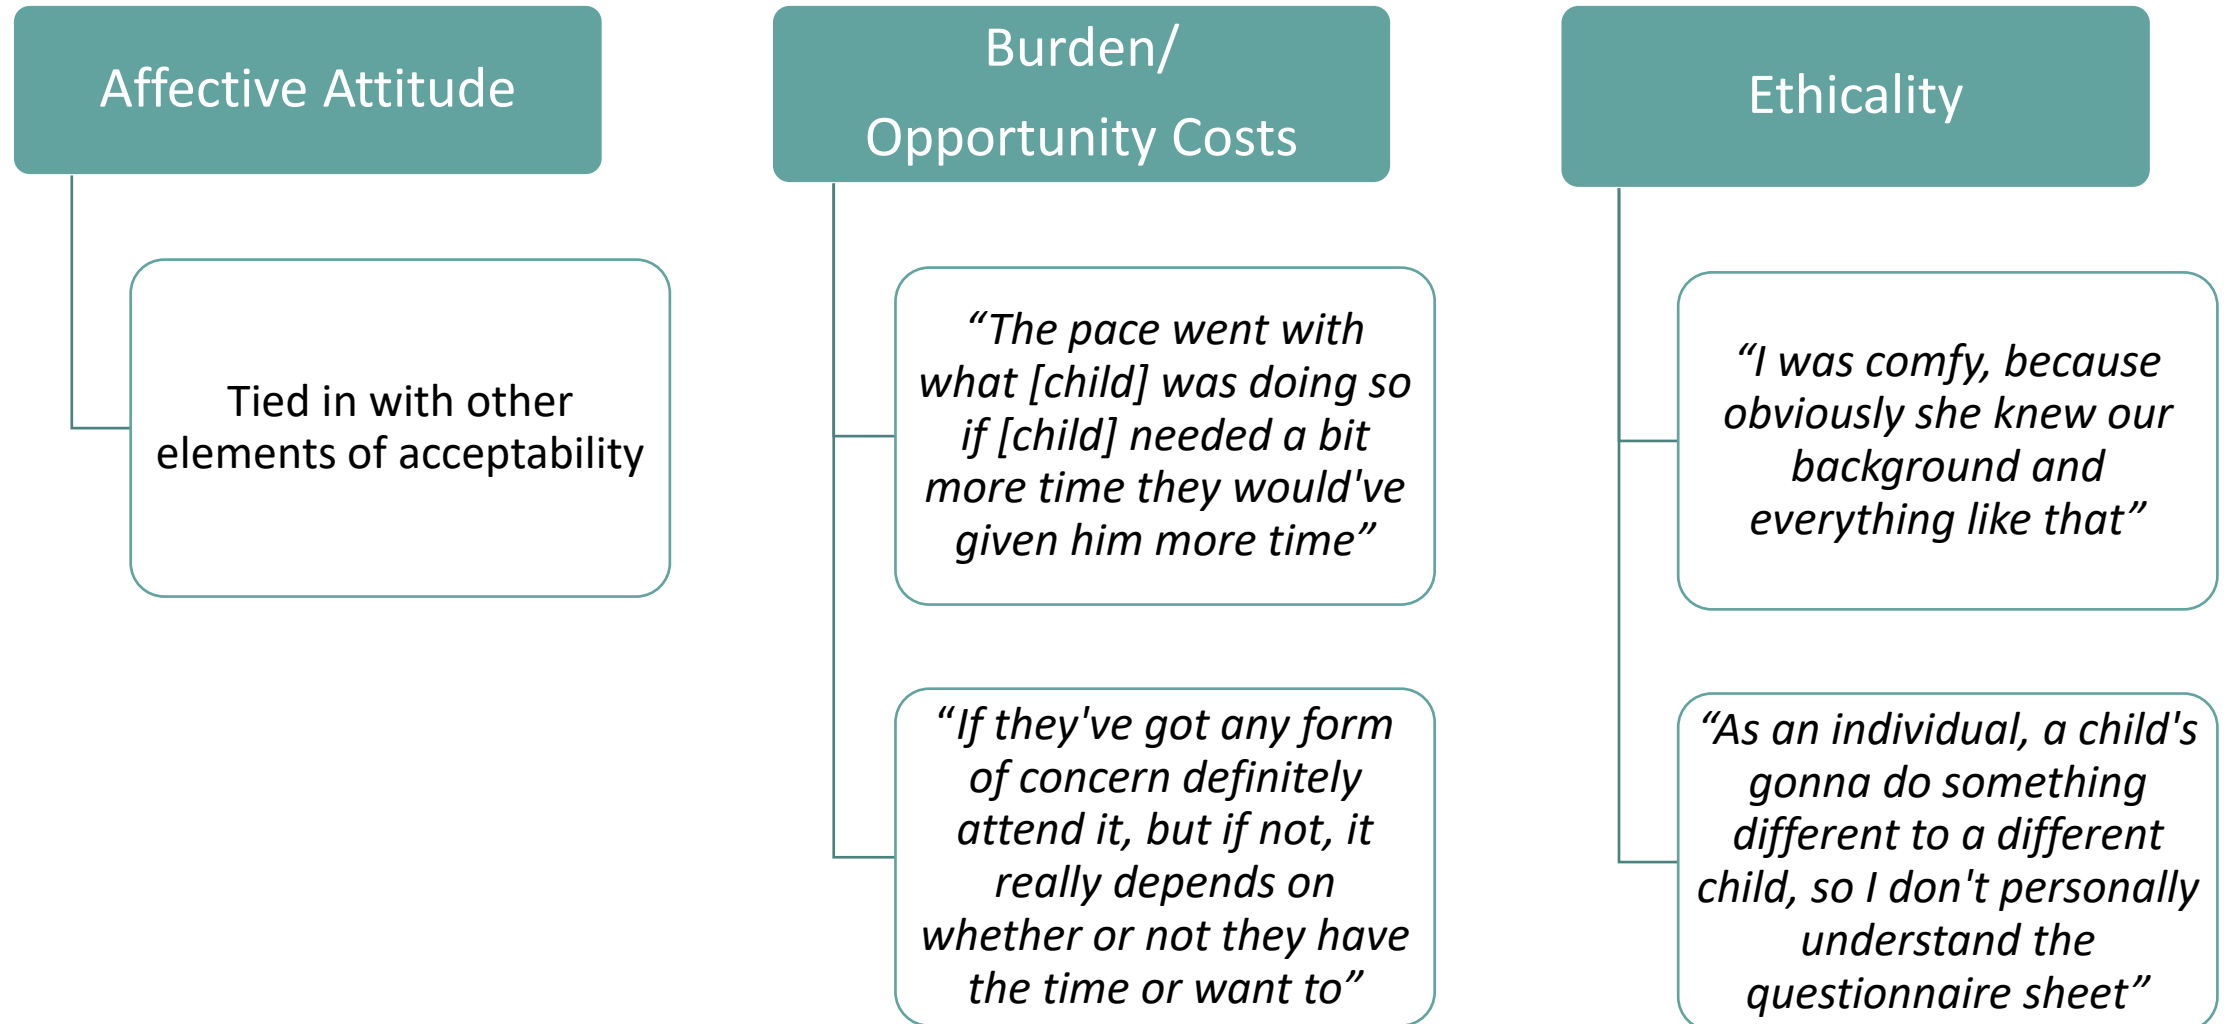 Affective Attitude
Tied in with other
elements of acceptability
Burden/
Opportunity Costs
“The pace went with
what [child] was doing so
if [child] needed a bit
more time they would've
given him more time”
“If they've got any form
of concern definitely
attend it, but if not, it
really depends on
whether or not they have
the time or want to”
Ethicality
“I was comfy, because
obviously she knew our
background and
everything like that”
“As an individual, a child's
gonna do something
different to a different
child, so I don't personally
understand the
questionnaire sheet”